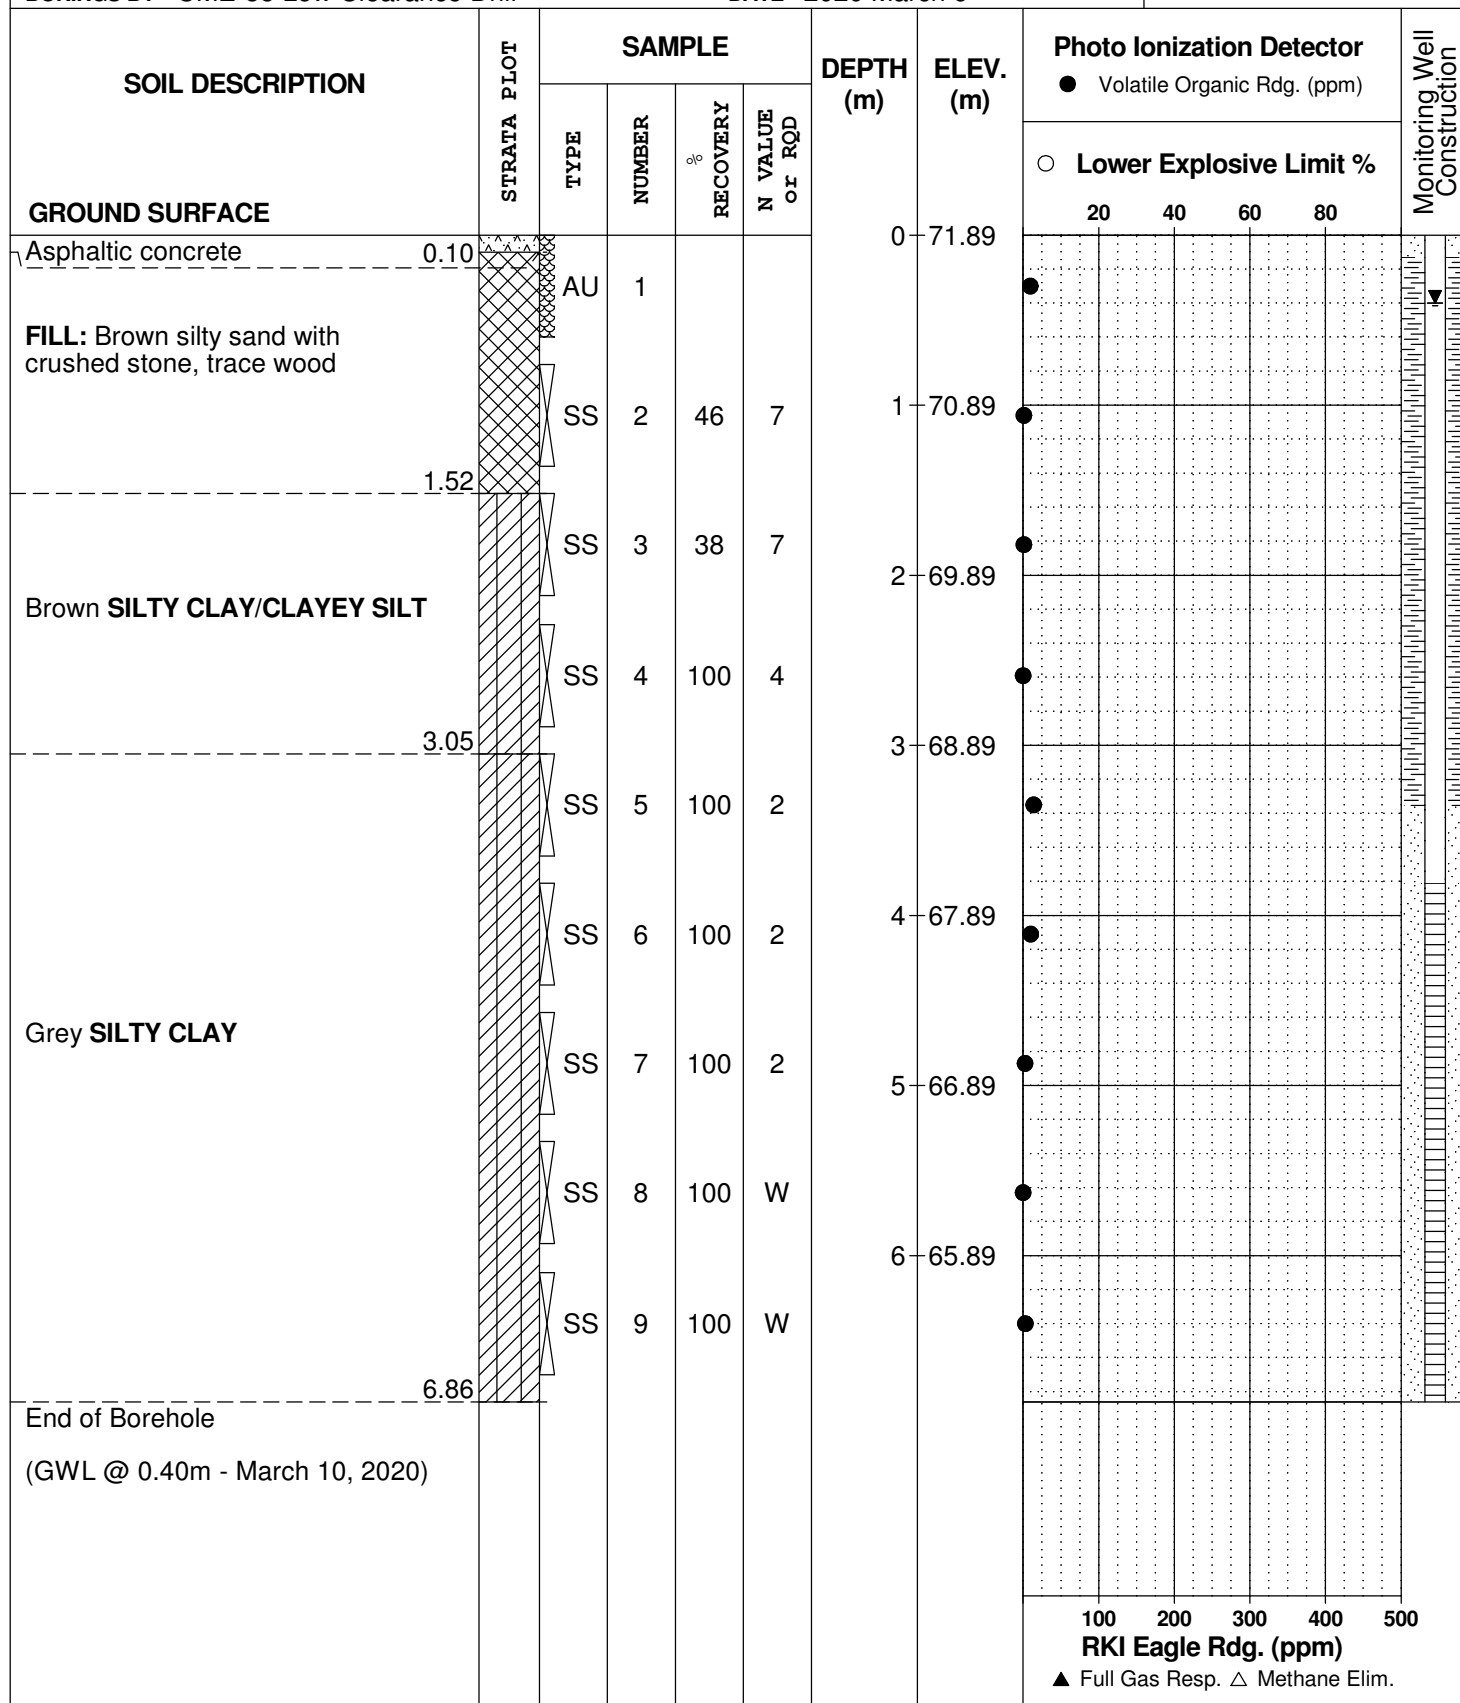 SOIL DESCRIPTION
GROUND SURFACE
STRATA PLOT
SAMPLE
TYPE
NUMBER
%
RECOVERY
N VALUE
or RQD
DEPTH
(m)
ELEV.
(m)
Photo Ionization Detector
● Volatile Organic Rdg. (ppm)
○ Lower Explosive Limit %
20 40 60 80
Monitoring Well
Construction
0 71.89
Asphaltic concrete 0.10
AU 1
FILL: Brown silty sand with
crushed stone, trace wood
1 70.89
SS 2 46 7
1.52
SS 3 38 7
2 69.89
Brown SILTY CLAY/CLAYEY SILT
SS 4 100 4
3.05
3 68.89
SS 5 100 2
4 67.89
SS 6 100 2
Grey SILTY CLAY
SS 7 100 2
5 66.89
SS 8 100 W
6 65.89
SS 9 100 W
6.86
End of Borehole
(GWL @ 0.40m - March 10, 2020)
100 200 300 400 500
RKI Eagle Rdg. (ppm)
▲ Full Gas Resp. △ Methane Elim.